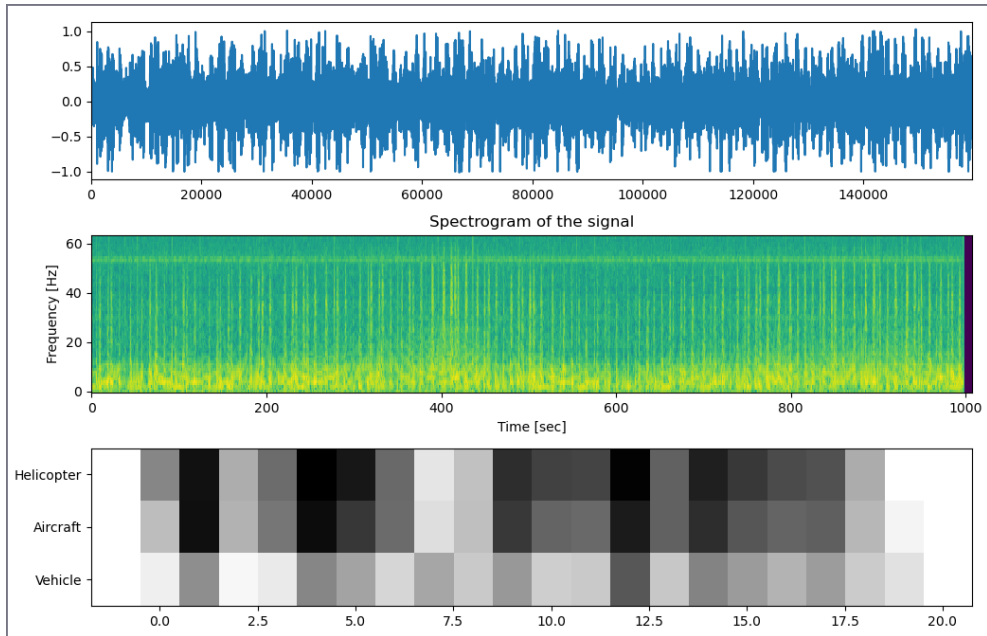 1.0
0.5
0.0
−0.5
−1.0
0 20000 40000 60000 80000 100000 120000 140000
Spectrogram of the signal
60
40
20
0
Frequency [Hz]
0 200 400 600 800 1000
Time [sec]
Helicopter
Aircraft
Vehicle
0.0 2.5 5.0 7.5 10.0 12.5 15.0 17.5 20.0